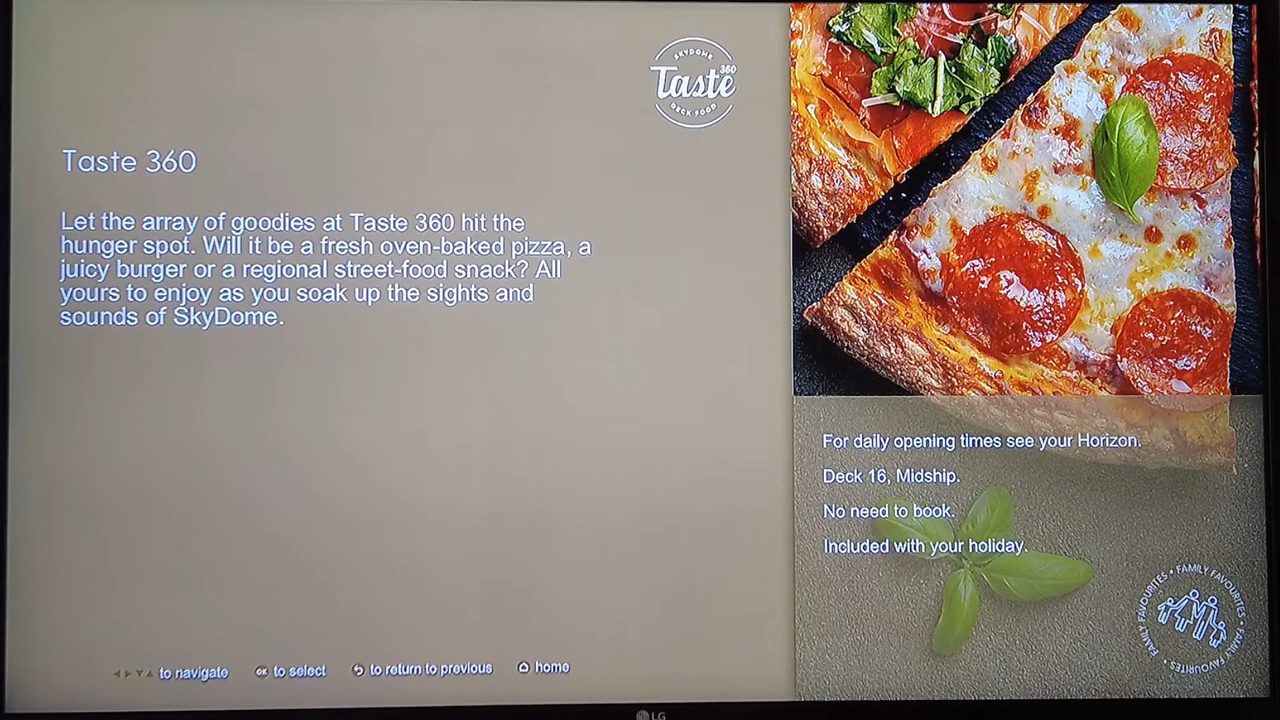 SKYDOME
Taste 360
DECK FOOD
Taste 360
Let the array of goodies at Taste 360 hit the
hunger spot. Will it be a fresh oven-baked pizza, a
juicy burger or a regional street-food snack? All
yours to enjoy as you soak up the sights and
sounds of SkyDome.
For daily opening times see your Horizon.
Deck 16, Midship.
No need to book.
Included with your holiday.
FAMILY FAVOURITES • FAMILY FAVOURITES • FAMILY FAVOURITES •
to navigate OK to select to return to previous home
LG